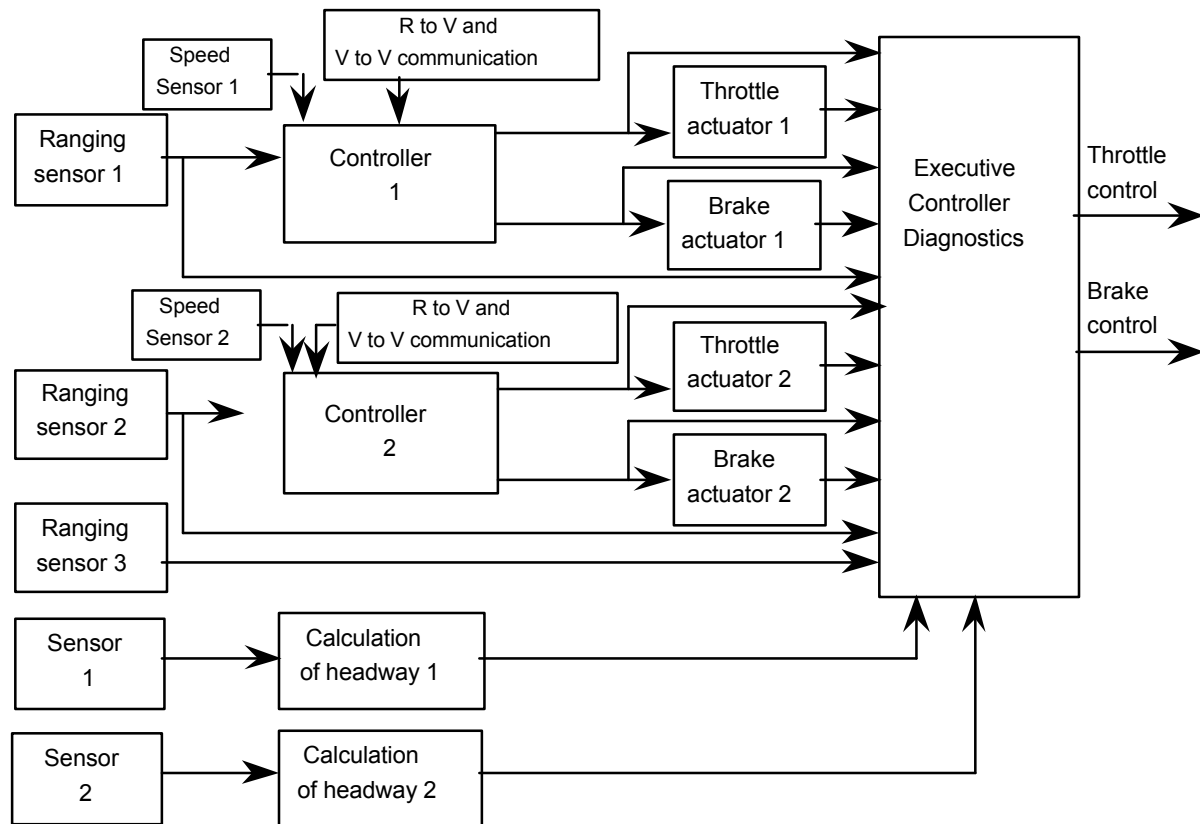 R to V and
V to V communication
Speed
Sensor 1
Ranging
sensor 1
Controller
1
Throttle
actuator 1
Brake
actuator 1
Executive
Controller
Diagnostics
Throttle
control
Brake
control
Speed
Sensor 2
R to V and
V to V communication
Ranging
sensor 2
Controller
2
Throttle
actuator 2
Brake
actuator 2
Ranging
sensor 3
Sensor
1
Calculation
of headway 1
Sensor
2
Calculation
of headway 2